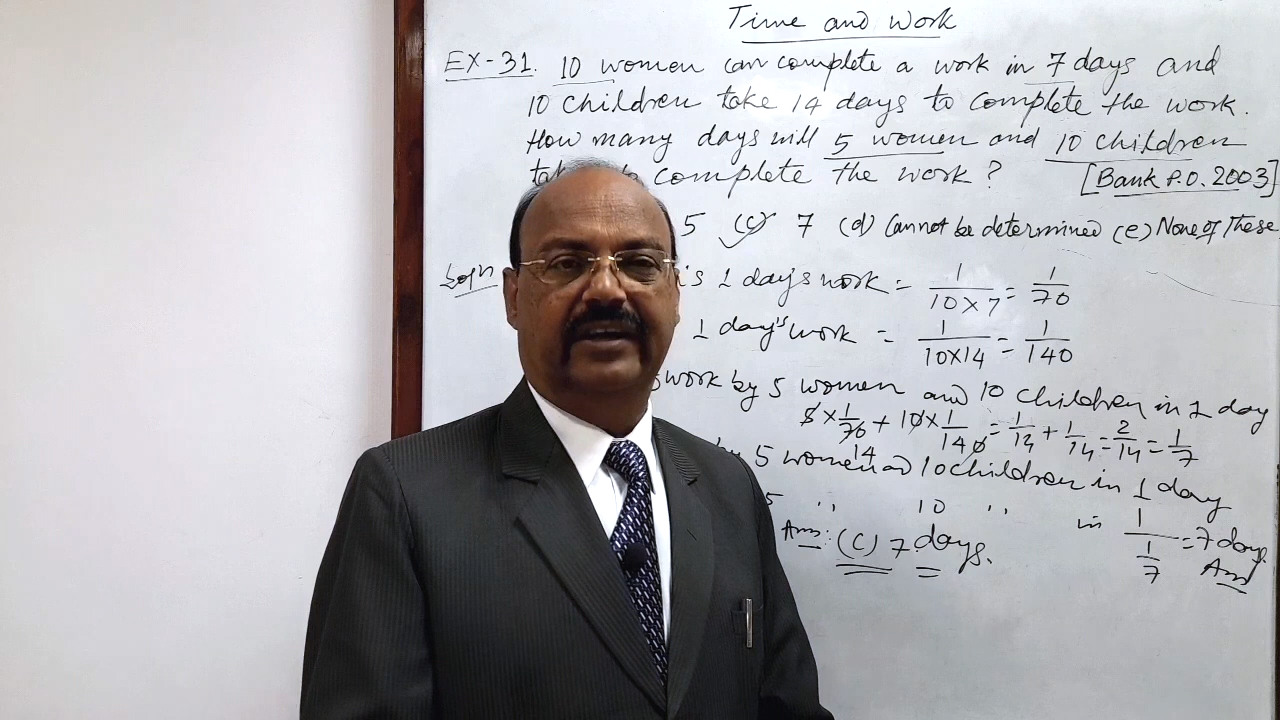 Time and Work
EX-31. 10 women can complete a work in 7 days and
10 children take 14 days to complete the work.
How many days will 5 women and 10 children
complete the work? [Bank P.O. 2003]
5 (c) 7 (d) Cannot be determined (e) None of These
Soln 1 day's work = 1/(10×7) = 1/70
1 day's work = 1/(10×14) = 1/140
work by 5 women and 10 children in 1 day
5×1/70 + 10×1/140 = 1/14 + 1/14 = 2/14 = 1/7
14
by 5 women and 10 children in 1 day
5 ,, 10 ,, in 1/(1/7) = 7 days
Ans: (C) 7 days. Ans